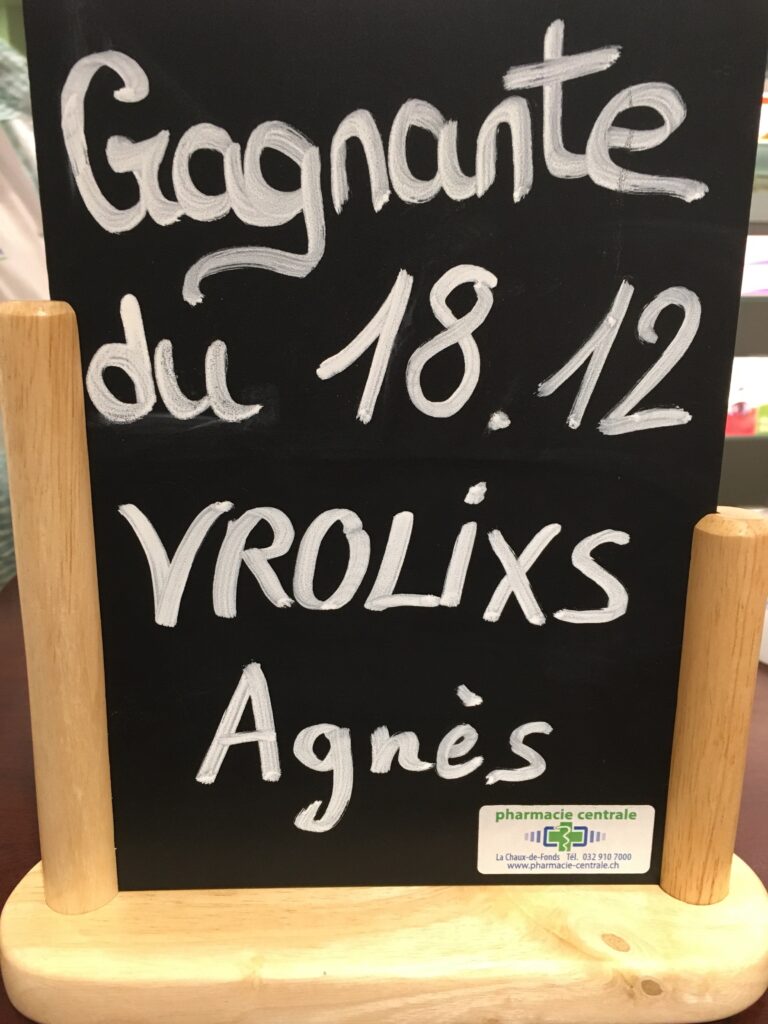 Gagnante
du 18.12
VROLiXS
Agnès
pharmacie centrale
La Chaux-de-Fonds Tél. 032 910 7000
www.pharmacie-centrale.ch